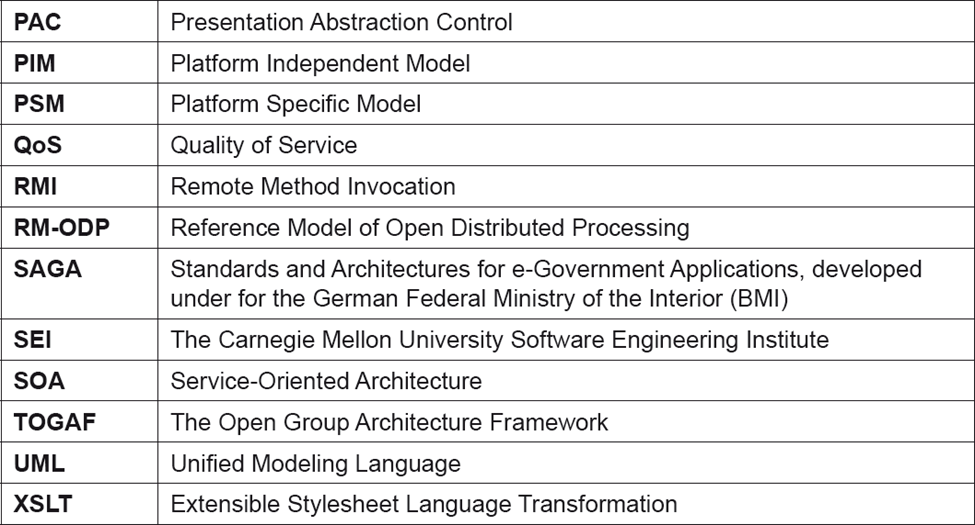 PAC Presentation Abstraction Control
PIM Platform Independent Model
PSM Platform Specific Model
QoS Quality of Service
RMI Remote Method Invocation
RM-ODP Reference Model of Open Distributed Processing
SAGA Standards and Architectures for e-Government Applications, developed
under for the German Federal Ministry of the Interior (BMI)
SEI The Carnegie Mellon University Software Engineering Institute
SOA Service-Oriented Architecture
TOGAF The Open Group Architecture Framework
UML Unified Modeling Language
XSLT Extensible Stylesheet Language Transformation